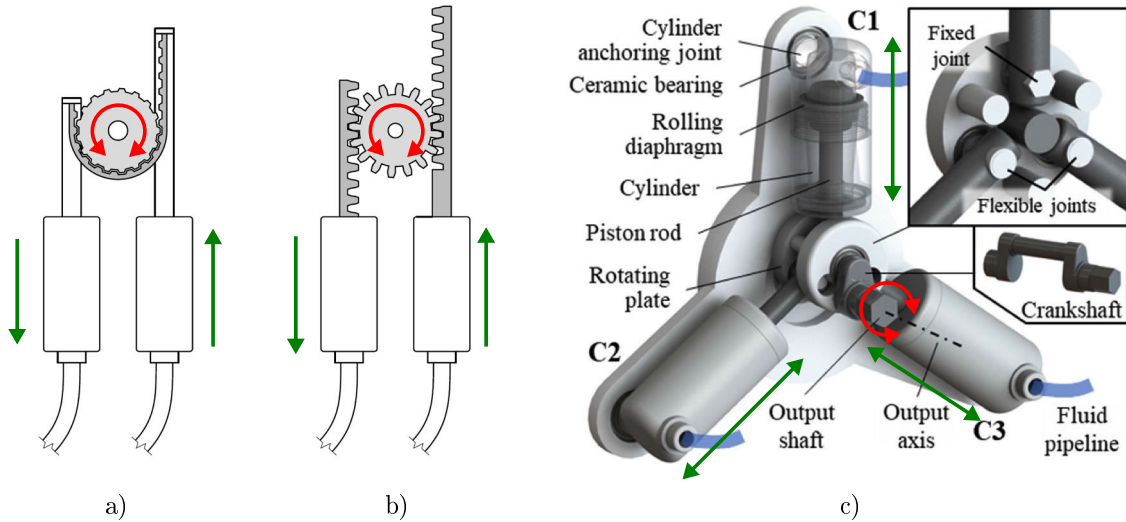 C1
Cylinder
anchoring joint
Ceramic bearing
Rolling
diaphragm
Cylinder
Piston rod
Rotating
plate
C2
Fixed
joint
Flexible joints
Crankshaft
Output
shaft
Output
axis
C3
Fluid
pipeline
a)
b)
c)